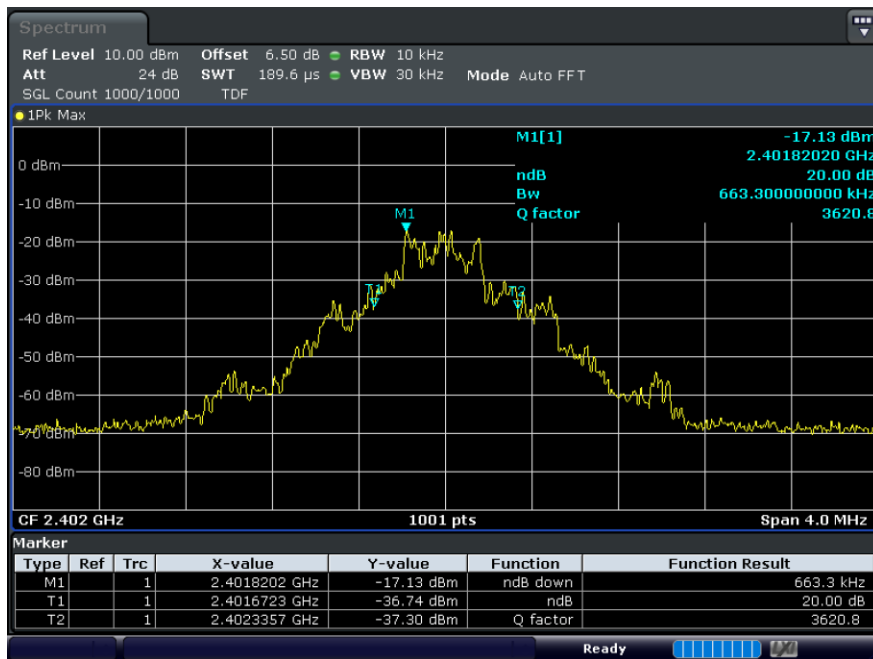 Spectrum
Ref Level 10.00 dBm Offset 6.50 dB RBW 10 kHz
Att 24 dB SWT 189.6 µs VBW 30 kHz Mode Auto FFT
SGL Count 1000/1000 TDF
1Pk Max
M1[1] -17.13 dBm
2.40182020 GHz
ndB 20.00 dB
Bw 663.300000000 kHz
Q factor 3620.8
0 dBm
-10 dBm
M1
-20 dBm
-30 dBm
T1 T2
-40 dBm
-50 dBm
-60 dBm
-70 dBm
-80 dBm
CF 2.402 GHz 1001 pts Span 4.0 MHz
Marker
Type Ref Trc X-value Y-value Function Function Result
M1 1 2.4018202 GHz -17.13 dBm ndB down 663.3 kHz
T1 1 2.4016723 GHz -36.74 dBm ndB 20.00 dB
T2 1 2.4023357 GHz -37.30 dBm Q factor 3620.8
Ready LXI